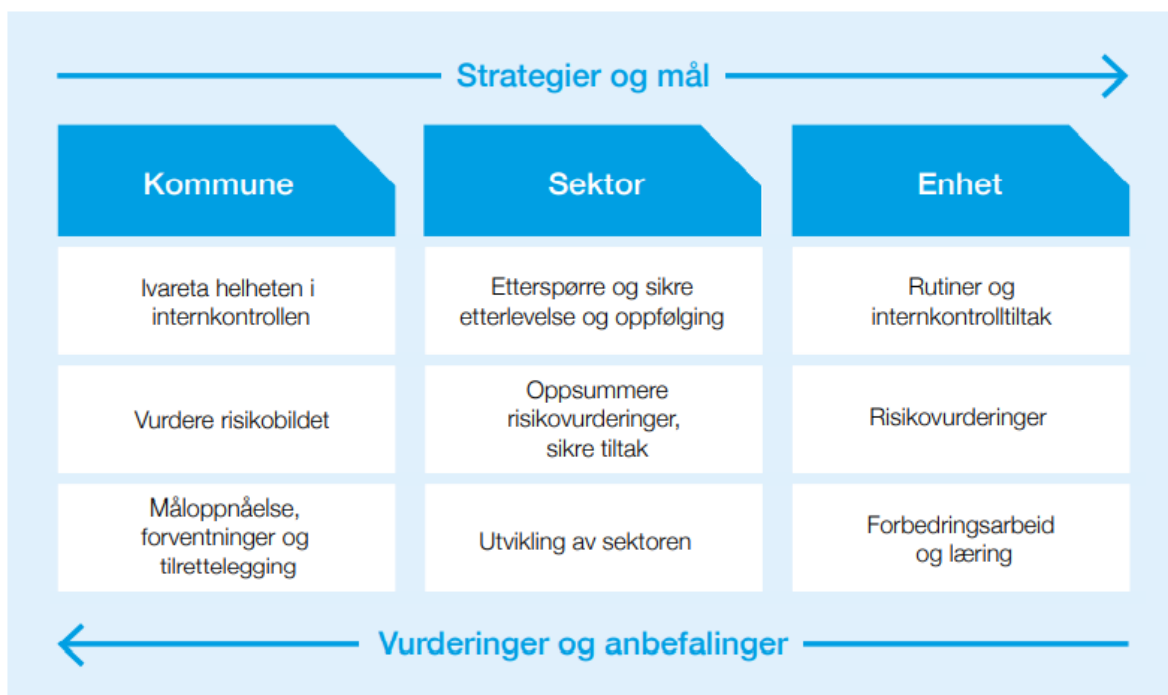 Strategier og mål
Kommune
Sektor
Enhet
Ivareta helheten i
internkontrollen
Etterspørre og sikre
etterlevelse og oppfølging
Rutiner og
internkontrolltiltak
Vurdere risikobildet
Oppsummere
risikovurderinger,
sikre tiltak
Risikovurderinger
Måloppnåelse,
forventninger og
tilrettelegging
Utvikling av sektoren
Forbedringsarbeid
og læring
Vurderinger og anbefalinger